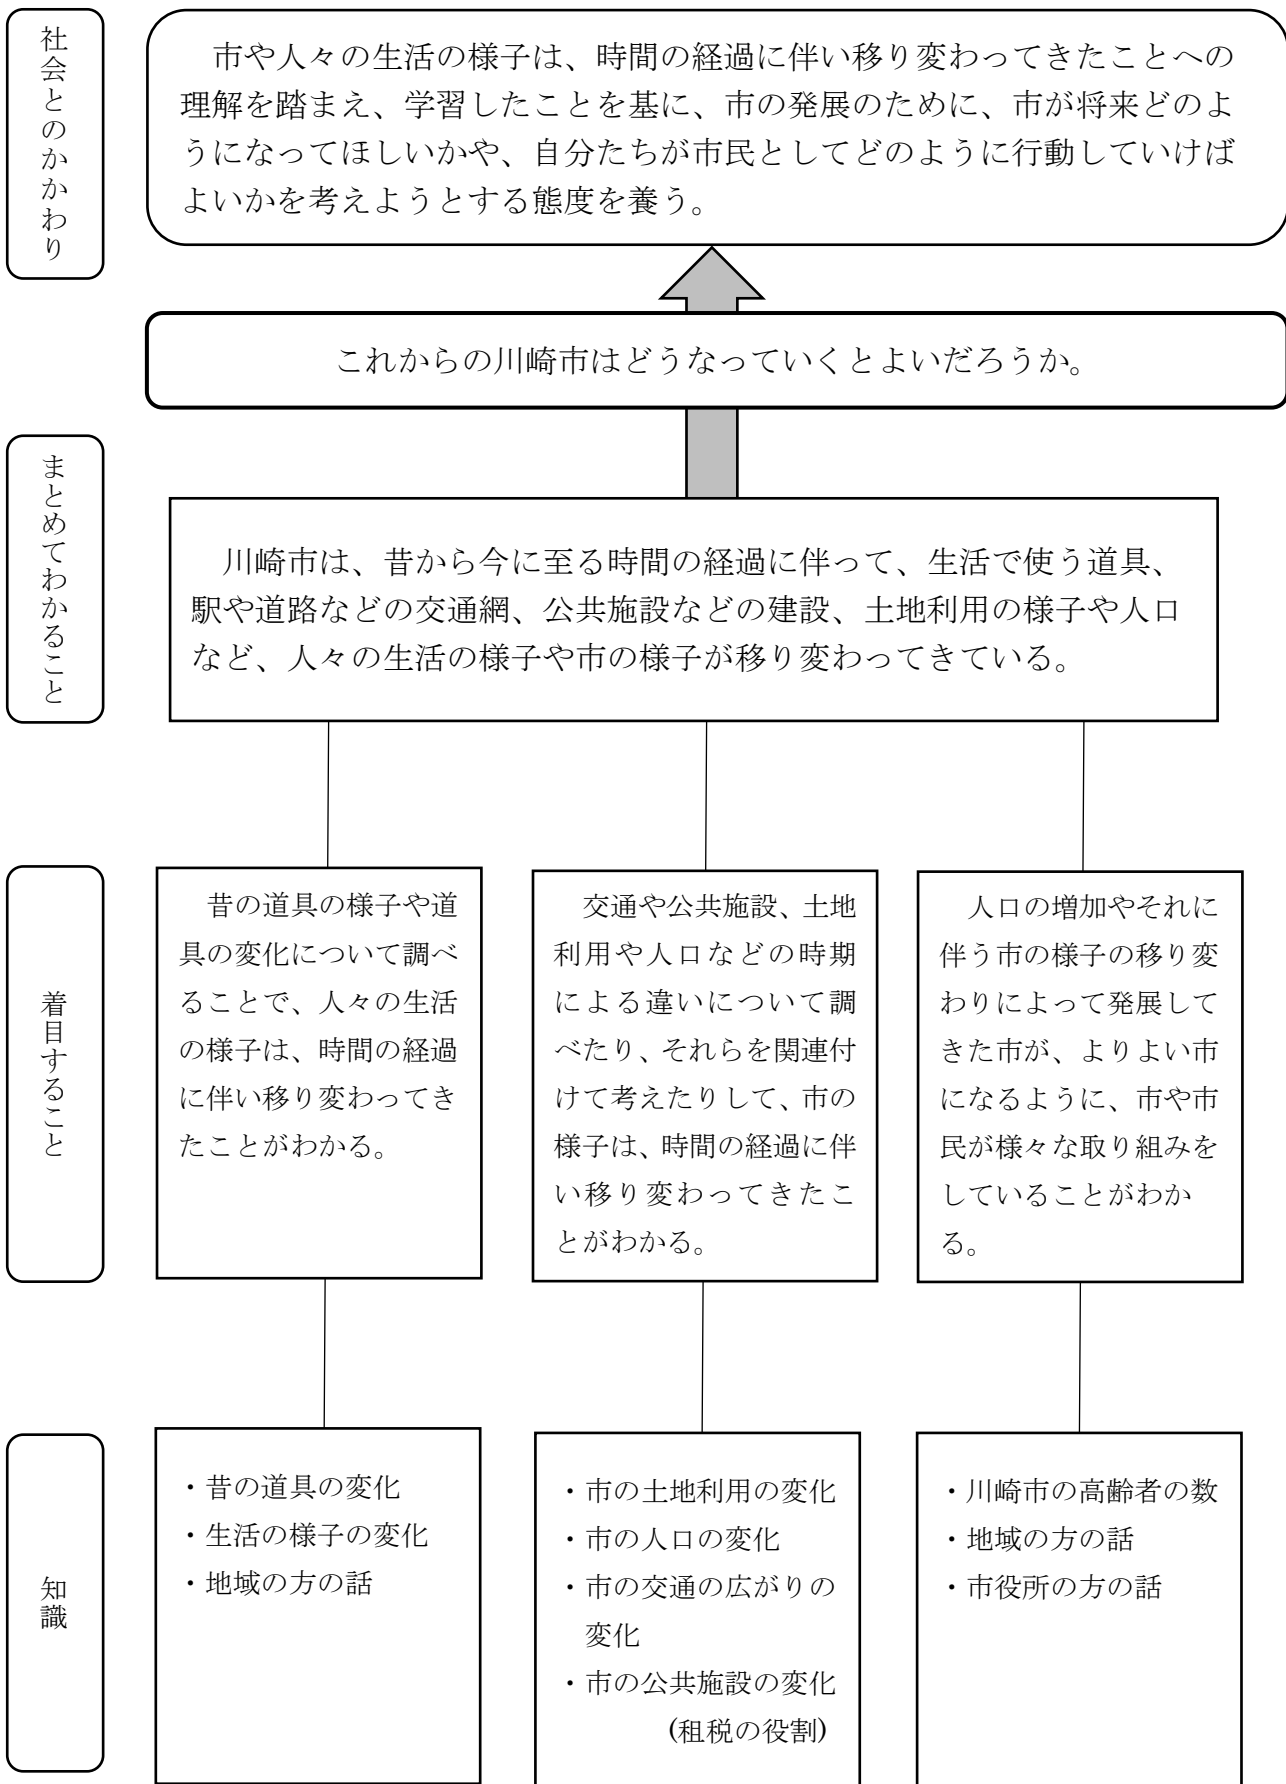 社会とのかかわり
　市や人々の生活の様子は、時間の経過に伴い移り変わってきたことへの
理解を踏まえ、学習したことを基に、市の発展のために、市が将来どのよ
うになってほしいかや、自分たちが市民としてどのように行動していけば
よいかを考えようとする態度を養う。
これからの川崎市はどうなっていくとよいだろうか。
まとめてわかること
　川崎市は、昔から今に至る時間の経過に伴って、生活で使う道具、
駅や道路などの交通網、公共施設などの建設、土地利用の様子や人口
など、人々の生活の様子や市の様子が移り変わってきている。
着目すること
　昔の道具の様子や道
具の変化について調べ
ることで、人々の生活
の様子は、時間の経過
に伴い移り変わってき
たことがわかる。
　交通や公共施設、土地
利用や人口などの時期
による違いについて調
べたり、それらを関連付
けて考えたりして、市の
様子は、時間の経過に伴
い移り変わってきたこ
とがわかる。
　人口の増加やそれに
伴う市の様子の移り変
わりによって発展して
きた市が、よりよい市
になるように、市や市
民が様々な取り組みを
していることがわか
る。
知識
・昔の道具の変化
・生活の様子の変化
・地域の方の話
・市の土地利用の変化
・市の人口の変化
・市の交通の広がりの
変化
・市の公共施設の変化
(租税の役割)
・川崎市の高齢者の数
・地域の方の話
・市役所の方の話